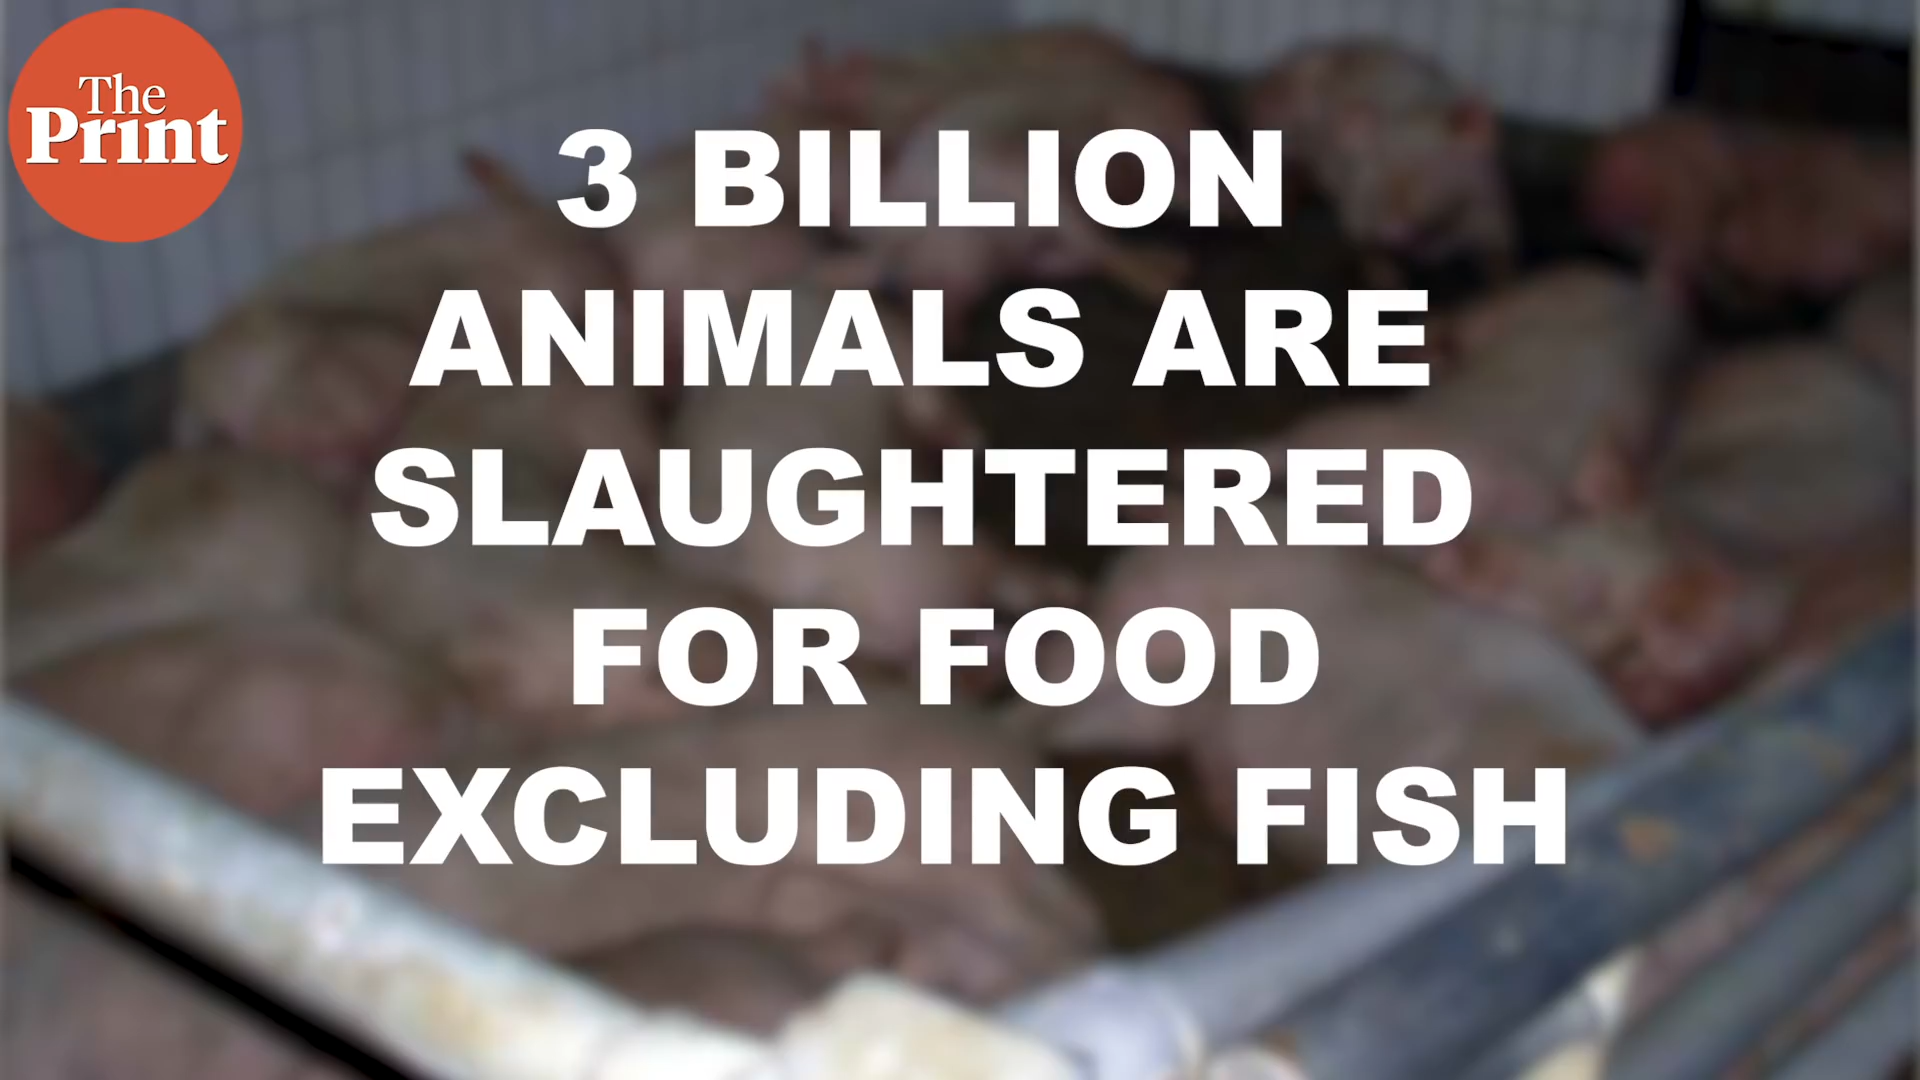 The
Print
3 BILLION
ANIMALS ARE
SLAUGHTERED
FOR FOOD
EXCLUDING FISH